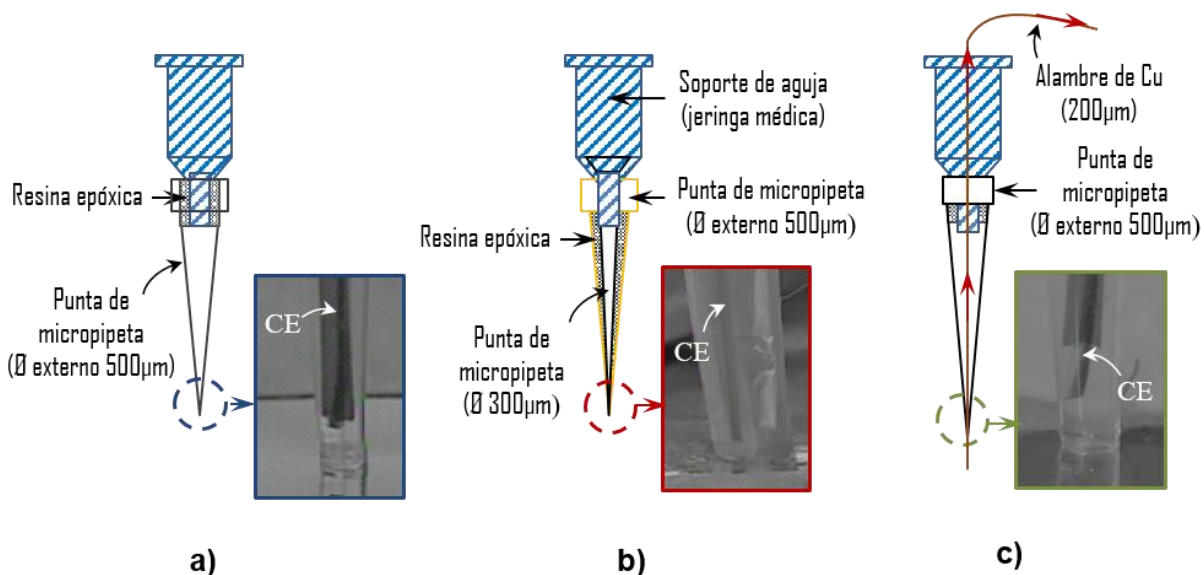 Resina epóxica
Punta de
micropipeta
(Ø externo 500µm)
CE
a)
Soporte de aguja
(jeringa médica)
Punta de micropipeta
(Ø externo 500µm)
Resina epóxica
Punta de
micropipeta
(Ø 300µm)
CE
b)
Alambre de Cu
(200µm)
Punta de
micropipeta
(Ø externo 500µm)
CE
c)